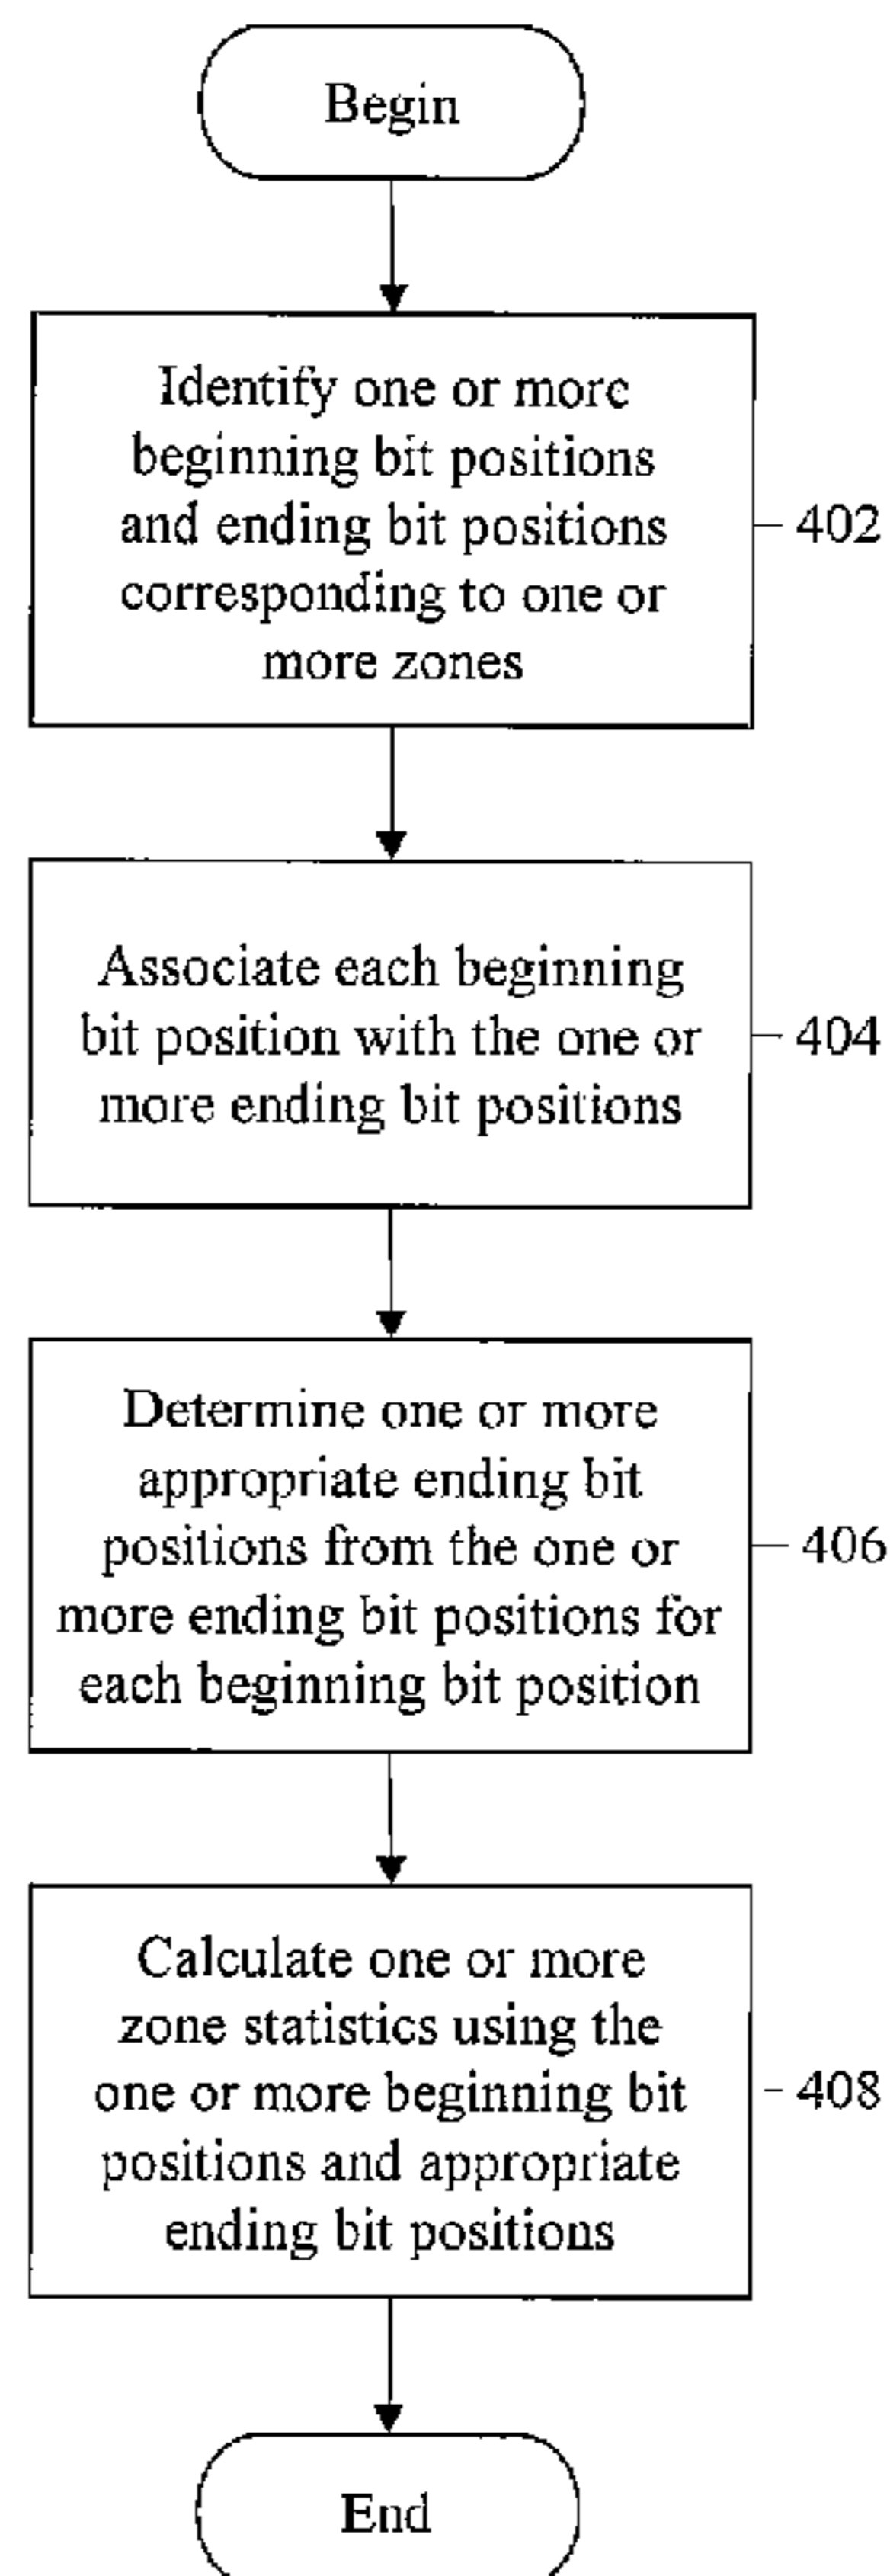 Begin
Identify one or more
beginning bit positions
and ending bit positions
corresponding to one or
more zones
402
Associate each beginning
bit position with the one or
more ending bit positions
404
Determine one or more
appropriate ending bit
positions from the one or
more ending bit positions for
each beginning bit position
406
Calculate one or more
zone statistics using the
one or more beginning bit
positions and appropriate
ending bit positions
408
End